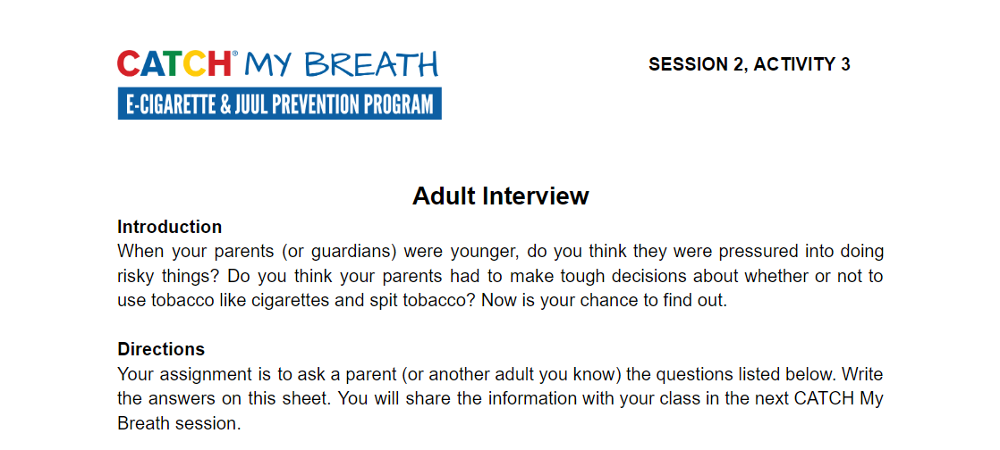 CATCH® MY BREATH
E-CIGARETTE & JUUL PREVENTION PROGRAM
SESSION 2, ACTIVITY 3
Adult Interview
Introduction
When your parents (or guardians) were younger, do you think they were pressured into doing
risky things? Do you think your parents had to make tough decisions about whether or not to
use tobacco like cigarettes and spit tobacco? Now is your chance to find out.
Directions
Your assignment is to ask a parent (or another adult you know) the questions listed below. Write
the answers on this sheet. You will share the information with your class in the next CATCH My
Breath session.